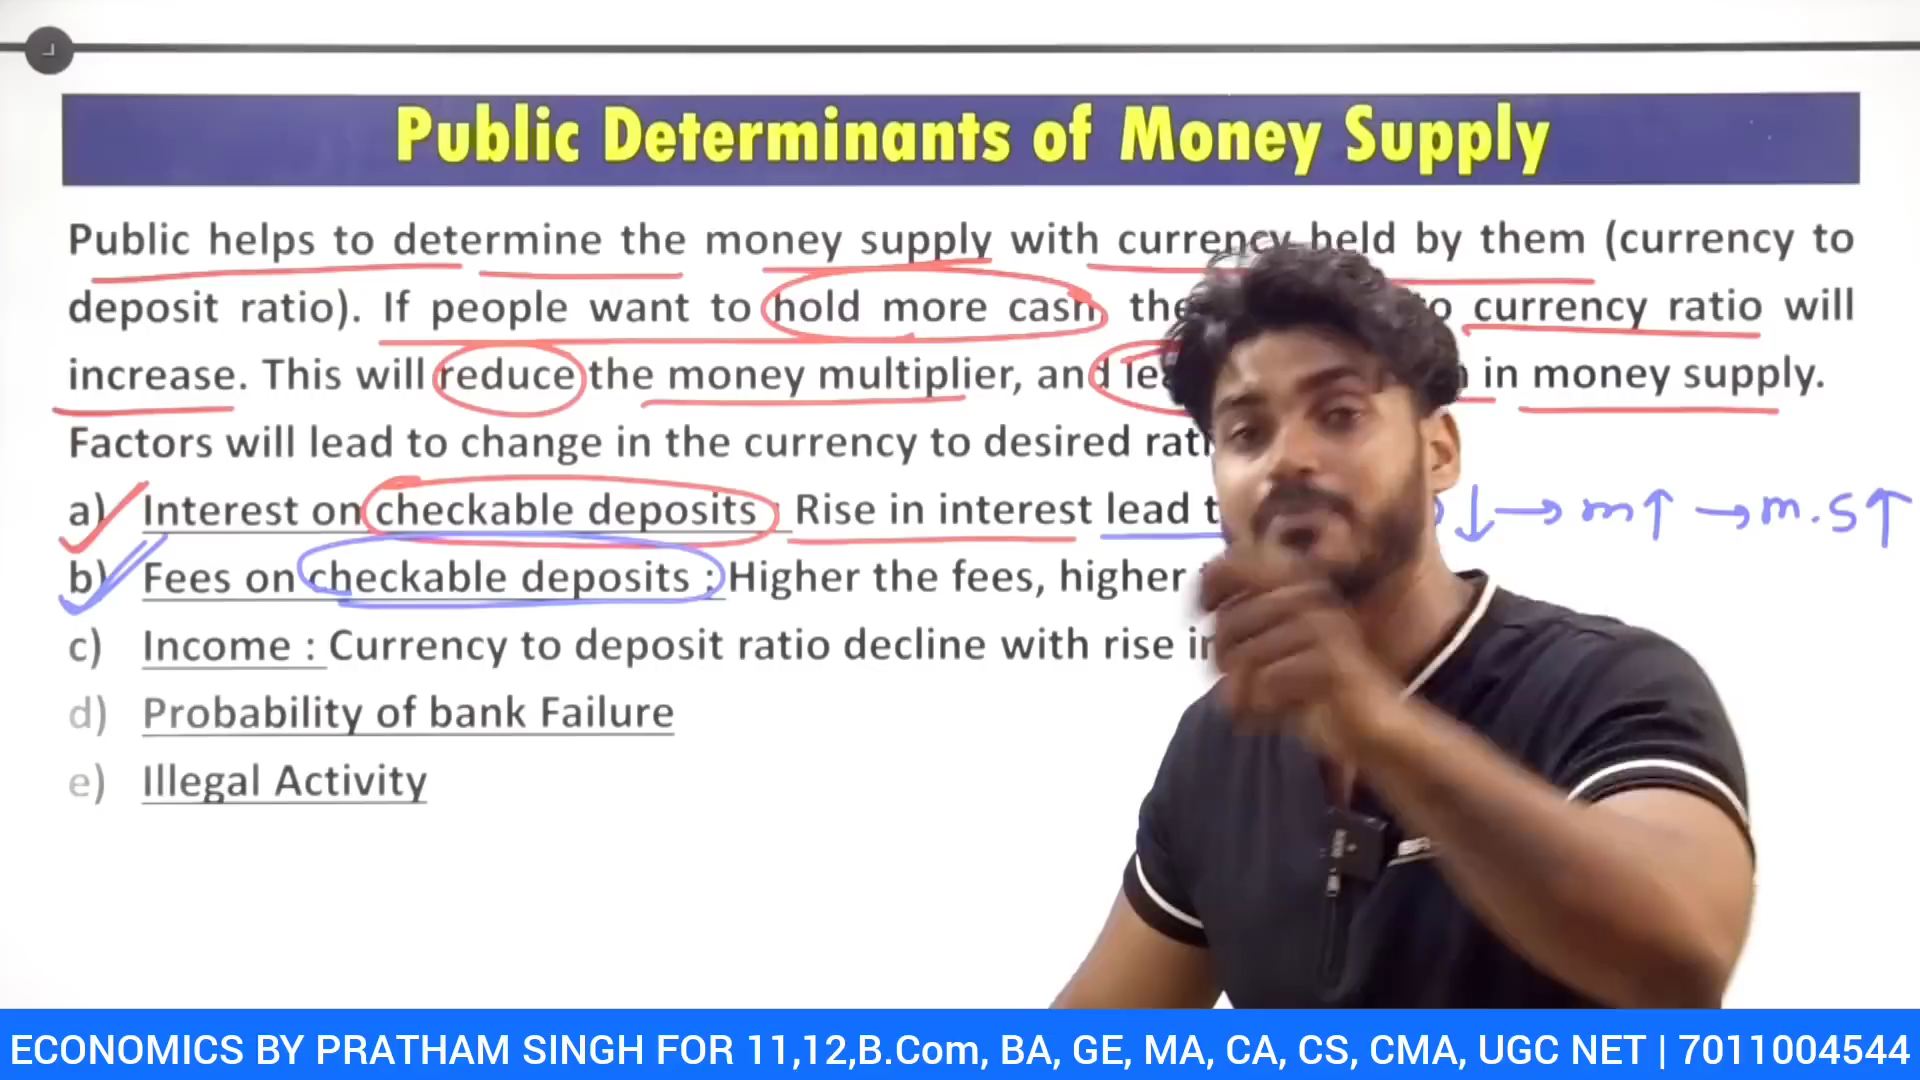 Public Determinants of Money Supply
Public helps to determine the money supply with currency held by them (currency to
deposit ratio). If people want to hold more cash currency ratio will
increase. This will reduce the money multiplier, and in money supply.
Factors will lead to change in the currency to desired
a) Interest on checkable deposits : Rise in interest lead ↓ → m↑ → m.s↑
b) Fees on checkable deposits : Higher the fees, higher
c) Income : Currency to deposit ratio decline with rise
d) Probability of bank Failure
e) Illegal Activity
ECONOMICS BY PRATHAM SINGH FOR 11,12,B.Com, BA, GE, MA, CA, CS, CMA, UGC NET | 7011004544